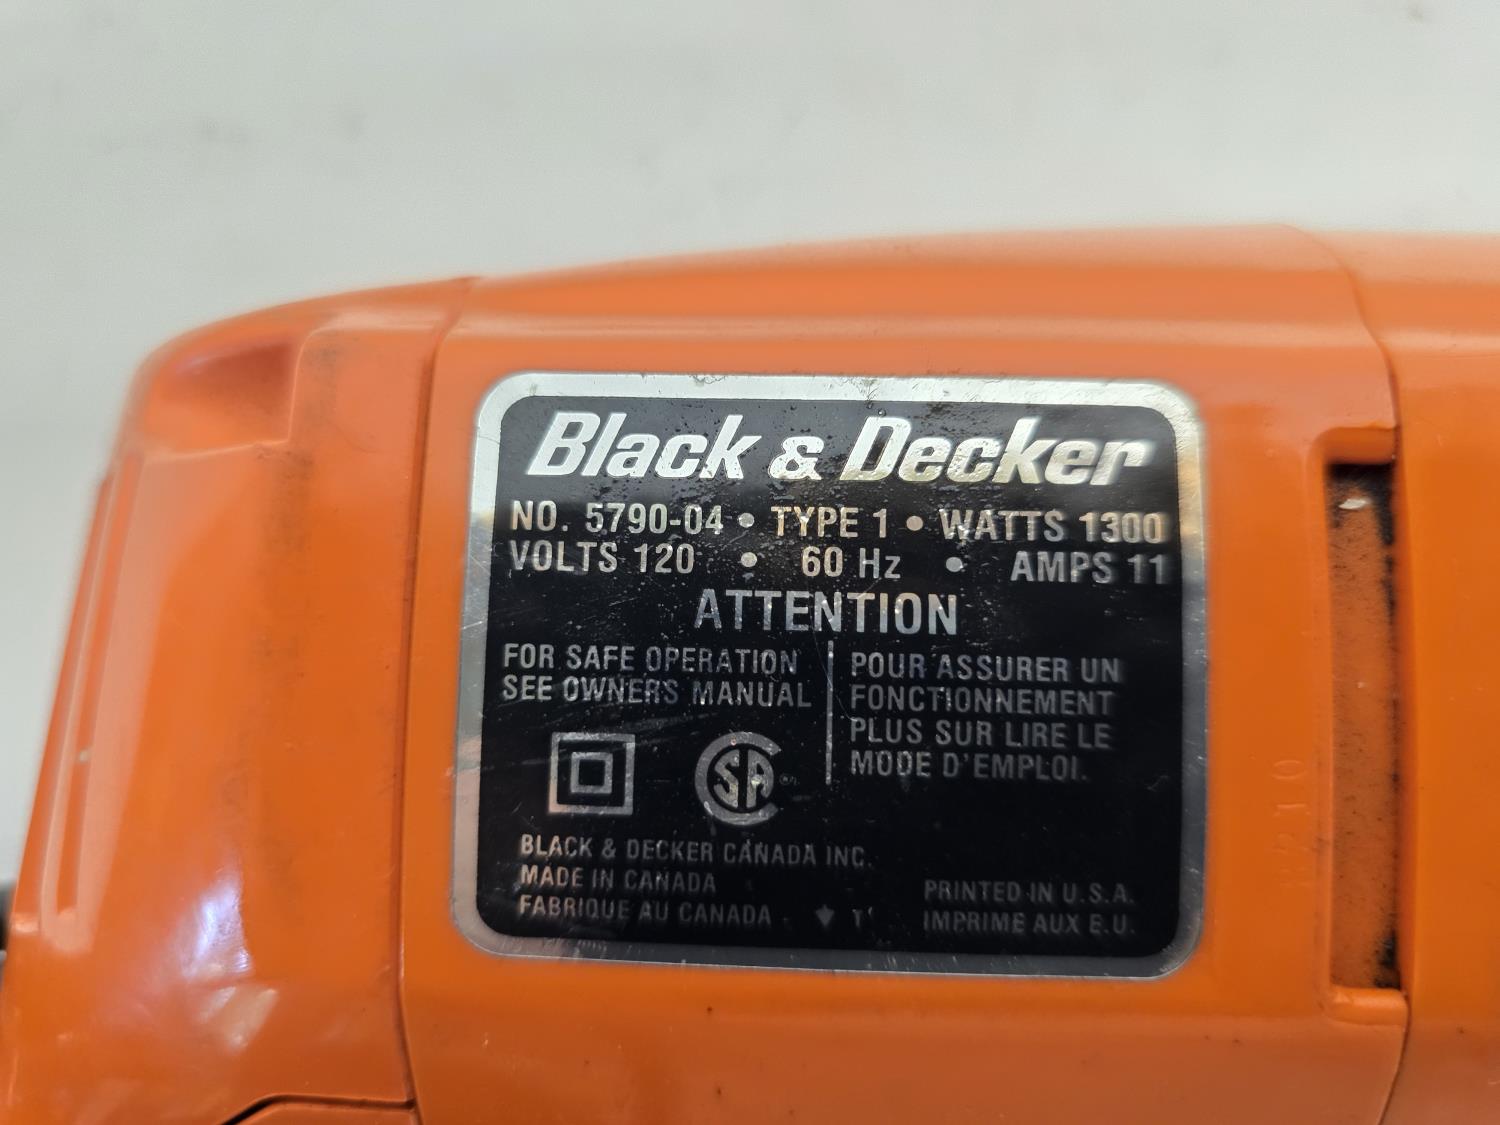 Black & Decker
NO. 5790-04 • TYPE 1 • WATTS 1300
VOLTS 120 • 60 Hz • AMPS 11
ATTENTION
FOR SAFE OPERATION
SEE OWNERS MANUAL
POUR ASSURER UN
FONCTIONNEMENT
PLUS SUR LIRE LE
MODE D'EMPLOI.
SA
BLACK & DECKER CANADA INC.
MADE IN CANADA
FABRIQUE AU CANADA
PRINTED IN U.S.A.
IMPRIME AUX E.U.